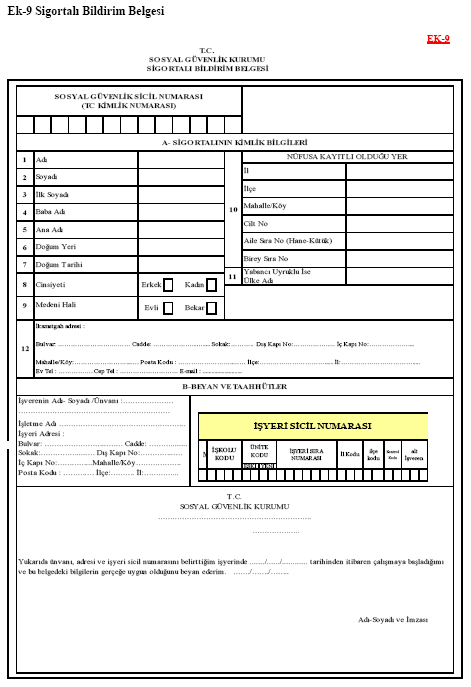 Ek-9 Sigortalı Bildirim Belgesi
EK-9
T.C.
SOSYAL GÜVENLİK KURUMU
SİGORTALI BİLDİRİM BELGESİ
SOSYAL GÜVENLİK SİCİL NUMARASI
(TC KİMLİK NUMARASI)
A- SİGORTALININ KİMLİK BİLGİLERİ
1 Adı
2 Soyadı
3 İlk Soyadı
4 Baba Adı
5 Ana Adı
6 Doğum Yeri
7 Doğum Tarihi
8 Cinsiyeti Erkek Kadın
9 Medeni Hali Evli Bekar
10
NÜFUSA KAYITLI OLDUĞU YER
İl
İlçe
Mahalle/Köy
Cilt No
Aile Sıra No (Hane-Kütük)
Birey Sıra No
11 Yabancı Uyruklu İse
Ülke Adı
12
İkametgah adresi :
Bulvar: ........................................ Cadde: ................................ Sokak:.............. Dış Kapı No:....................... İç Kapı No:........................
Mahalle/Köy:................................... Posta Kodu : ..................................... İlçe:....................................... İl:..........................................
Ev Tel : .................. Cep Tel : ............................ E-mail : .....................
B-BEYAN VE TAAHHÜTLER
İşverenin Adı- Soyadı /Ünvanı :......................
..................................................................
İşletme Adı ......................................................
İşyeri Adresi :
Bulvar: ...................................... Cadde: ..................
Sokak:..................... Dış Kapı No:..................
İç Kapı No:..............Mahalle/Köy ..................
Posta Kodu : .............. İlçe:.......... İl:...............
İŞYERİ SİCİL NUMARASI
M
İŞKOLU
KODU
ÜNİTE
KODU
ESKİ YENİ
İŞYERİ SIRA
NUMARASI
İl Kodu
ilçe
kodu
Kontrol
Kodu
alt
İşveren
T.C.
SOSYAL GÜVENLİK KURUMU
..................................................................
....................
Yukarıda ünvanı, adresi ve işyeri sicil numarasını belirttiğim işyerinde ......./....../............ tarihinden itibaren çalışmaya başladığımı
ve bu belgedeki bilgilerin gerçeğe uygun olduğunu beyan ederim. ......./......./........
Adı-Soyadı ve İmzası